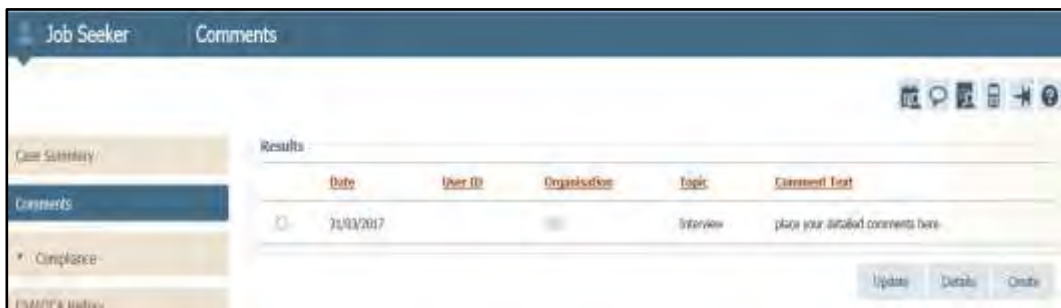 Job Seeker Comments
Case Summary
Results
Date User ID Organisation Topic Comment Text
Comments
31/03/2017 Interview place your detailed comments here
Compliance
Update Details Create
History